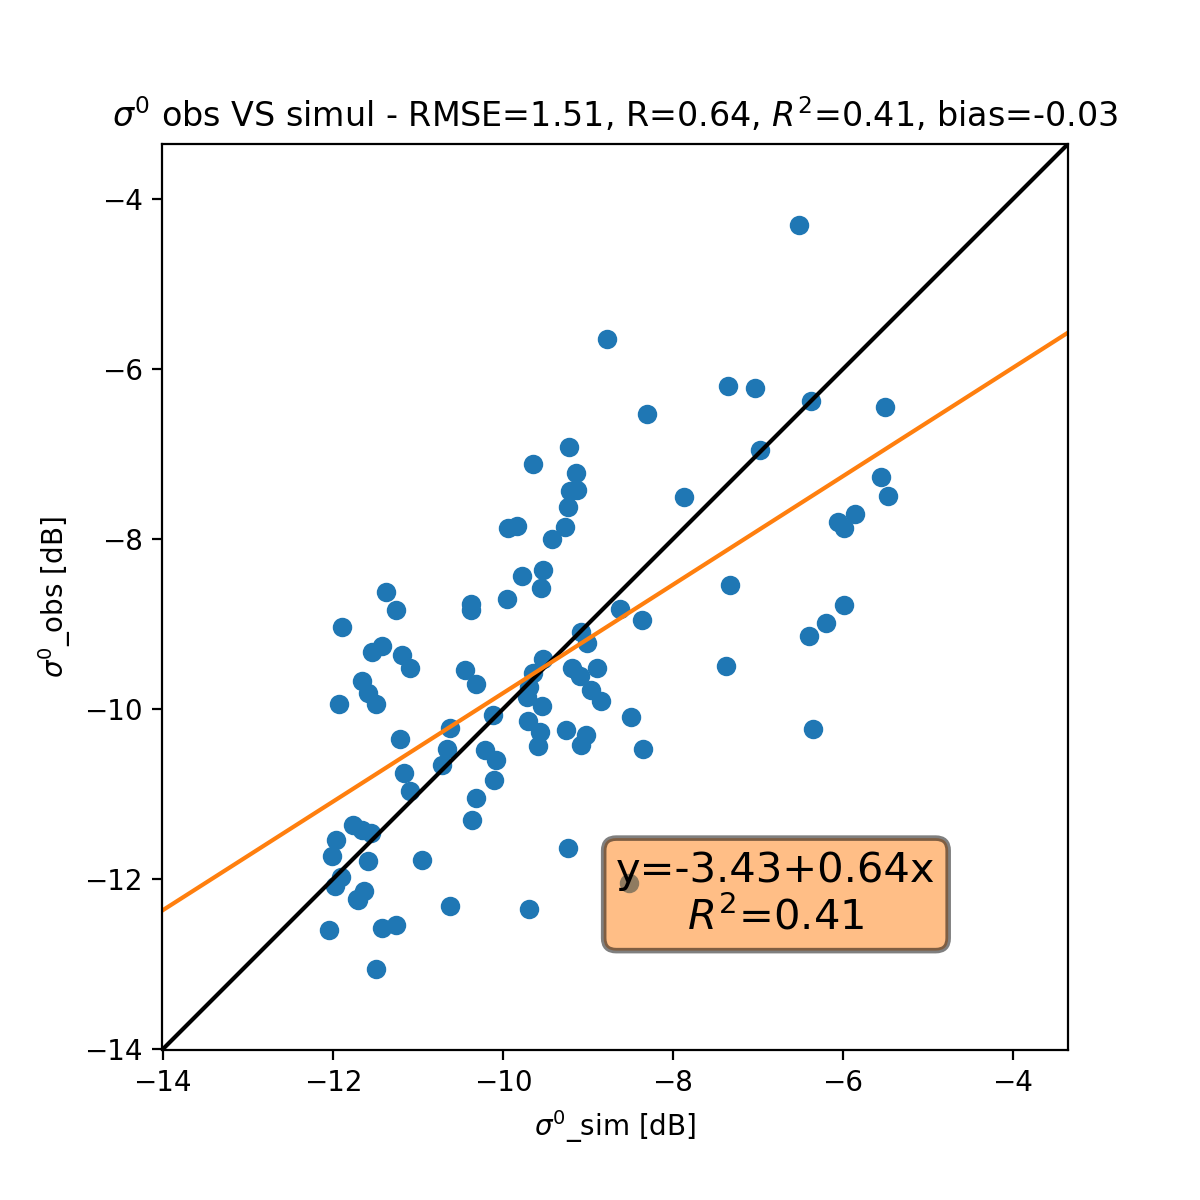 σ⁰ obs VS simul - RMSE=1.51, R=0.64, R²=0.41, bias=-0.03
−4
−6
−8
−10
−12
−14
σ⁰_obs [dB]
y=-3.43+0.64x
R²=0.41
−14 −12 −10 −8 −6 −4
σ⁰_sim [dB]